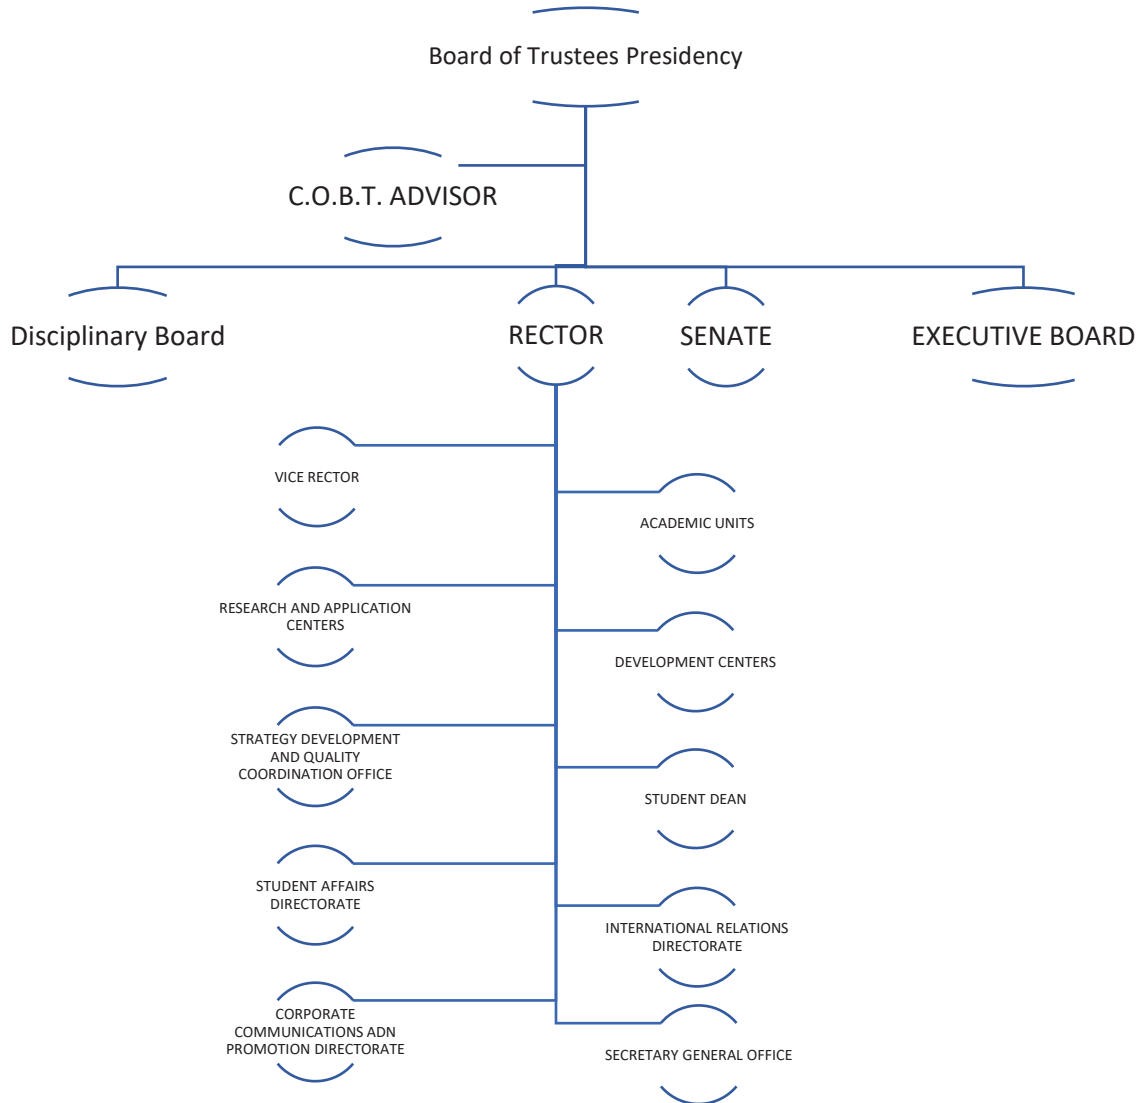 Board of Trustees Presidency
C.O.B.T. ADVISOR
Disciplinary Board
RECTOR
SENATE
EXECUTIVE BOARD
VICE RECTOR
ACADEMIC UNITS
RESEARCH AND APPLICATION
CENTERS
DEVELOPMENT CENTERS
STRATEGY DEVELOPMENT
AND QUALITY
COORDINATION OFFICE
STUDENT DEAN
STUDENT AFFAIRS
DIRECTORATE
INTERNATIONAL RELATIONS
DIRECTORATE
CORPORATE
COMMUNICATIONS ADN
PROMOTION DIRECTORATE
SECRETARY GENERAL OFFICE